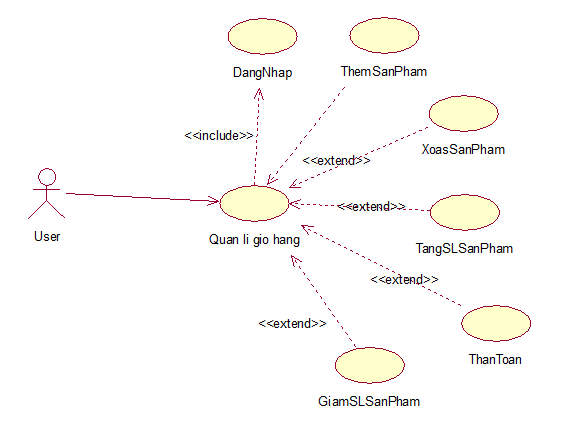 DangNhap
ThemSanPham
<<include>>
<<extend>>
XoasSanPham
<<extend>>
User
Quan li gio hang
TangSLSanPham
<<extend>>
<<extend>>
ThanToan
GiamSLSanPham